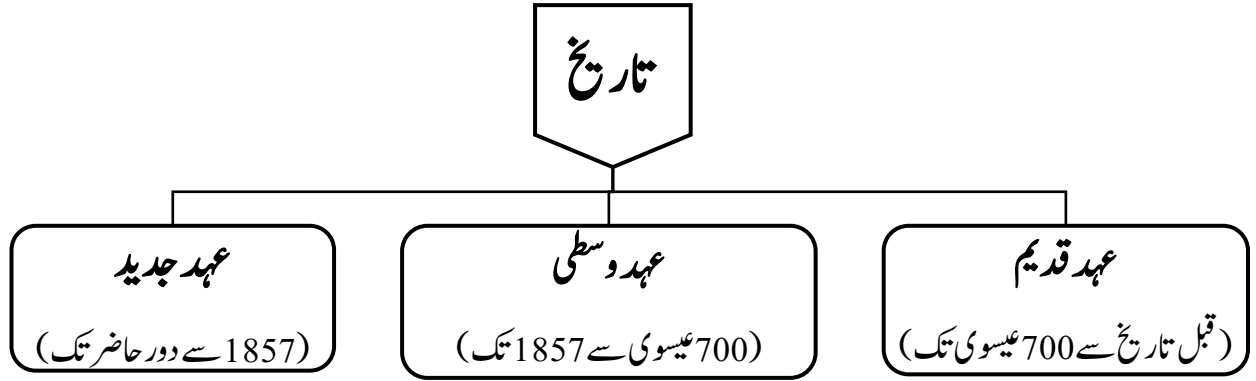 تاریخ
عہد قدیم
(قبل تاریخ سے 700 عیسوی تک)
عہد وسطی
(700 عیسوی سے 1857 تک)
عہد جدید
(1857 سے دور حاضر تک)